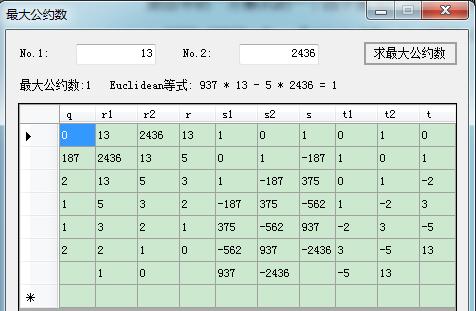 最大公约数
No.1: 13 No.2: 2436 求最大公约数
最大公约数:1 Euclidean等式: 937 * 13 - 5 * 2436 = 1
q r1 r2 r s1 s2 s t1 t2 t
0 13 2436 13 1 0 1 0 1 0
187 2436 13 5 0 1 -187 1 0 1
2 13 5 3 1 -187 375 0 1 -2
1 5 3 2 -187 375 -562 1 -2 3
1 3 2 1 375 -562 937 -2 3 -5
2 2 1 0 -562 937 -2436 3 -5 13
1 0 937 -2436 -5 13